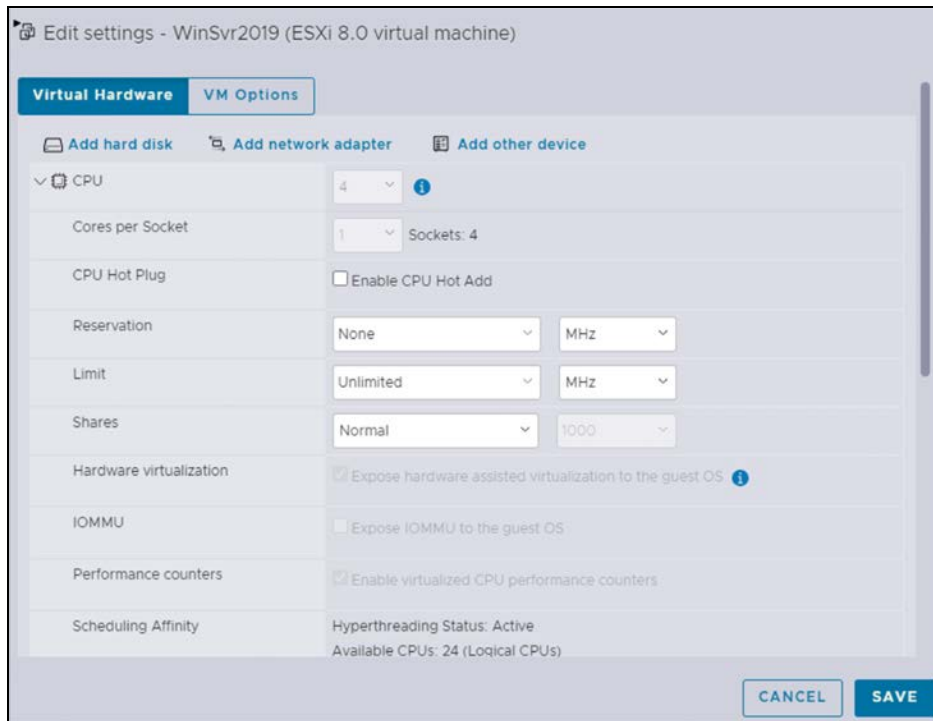 Edit settings - WinSvr2019 (ESXi 8.0 virtual machine)
Virtual Hardware VM Options
Add hard disk Add network adapter Add other device
CPU 4
Cores per Socket 1 Sockets: 4
CPU Hot Plug Enable CPU Hot Add
Reservation None MHz
Limit Unlimited MHz
Shares Normal 1000
Hardware virtualization Expose hardware assisted virtualization to the guest OS
IOMMU Expose IOMMU to the guest OS
Performance counters Enable virtualized CPU performance counters
Scheduling Affinity Hyperthreading Status: Active
Available CPUs: 24 (Logical CPUs)
CANCEL SAVE